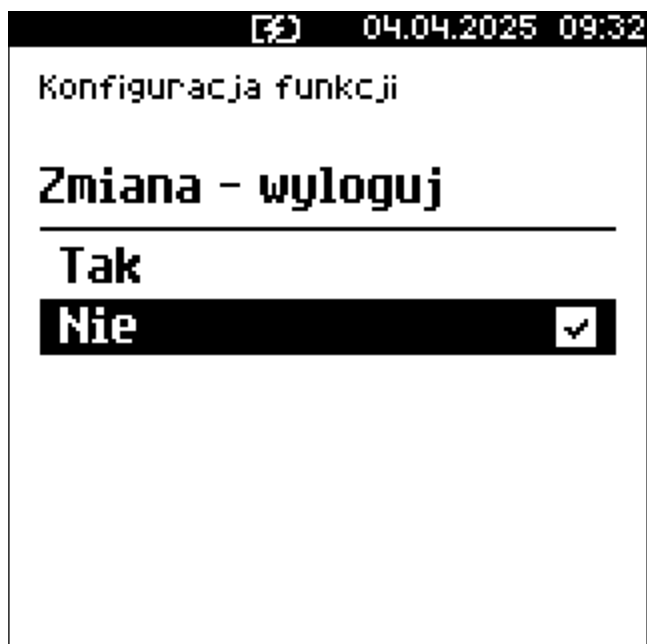 04.04.2025 09:32
Konfiguracja funkcji
Zmiana - wyloguj
Tak
Nie